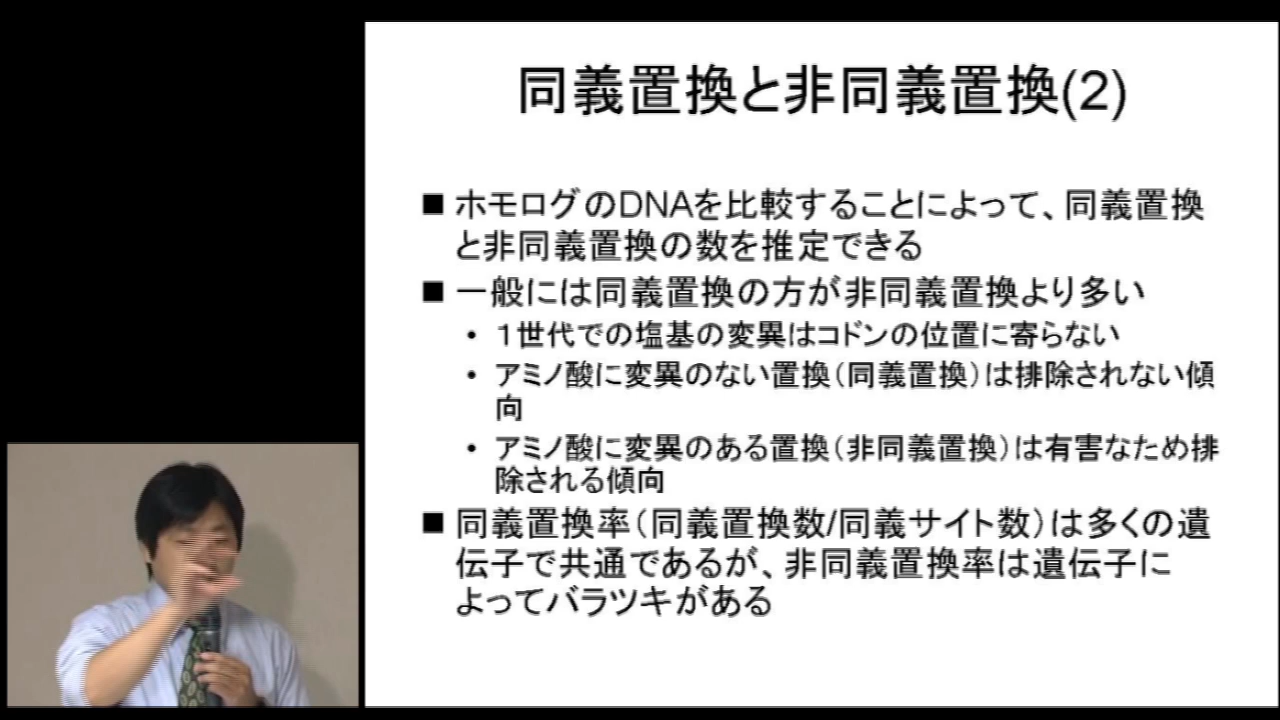 同義置換と非同義置換(2)
■ ホモログのDNAを比較することによって、同義置換
と非同義置換の数を推定できる
■ 一般には同義置換の方が非同義置換より多い
• １世代での塩基の変異はコドンの位置に寄らない
• アミノ酸に変異のない置換（同義置換）は排除されない傾
向
• アミノ酸に変異のある置換（非同義置換）は有害なため排
除される傾向
■ 同義置換率（同義置換数/同義サイト数）は多くの遺
伝子で共通であるが、非同義置換率は遺伝子に
よってバラツキがある